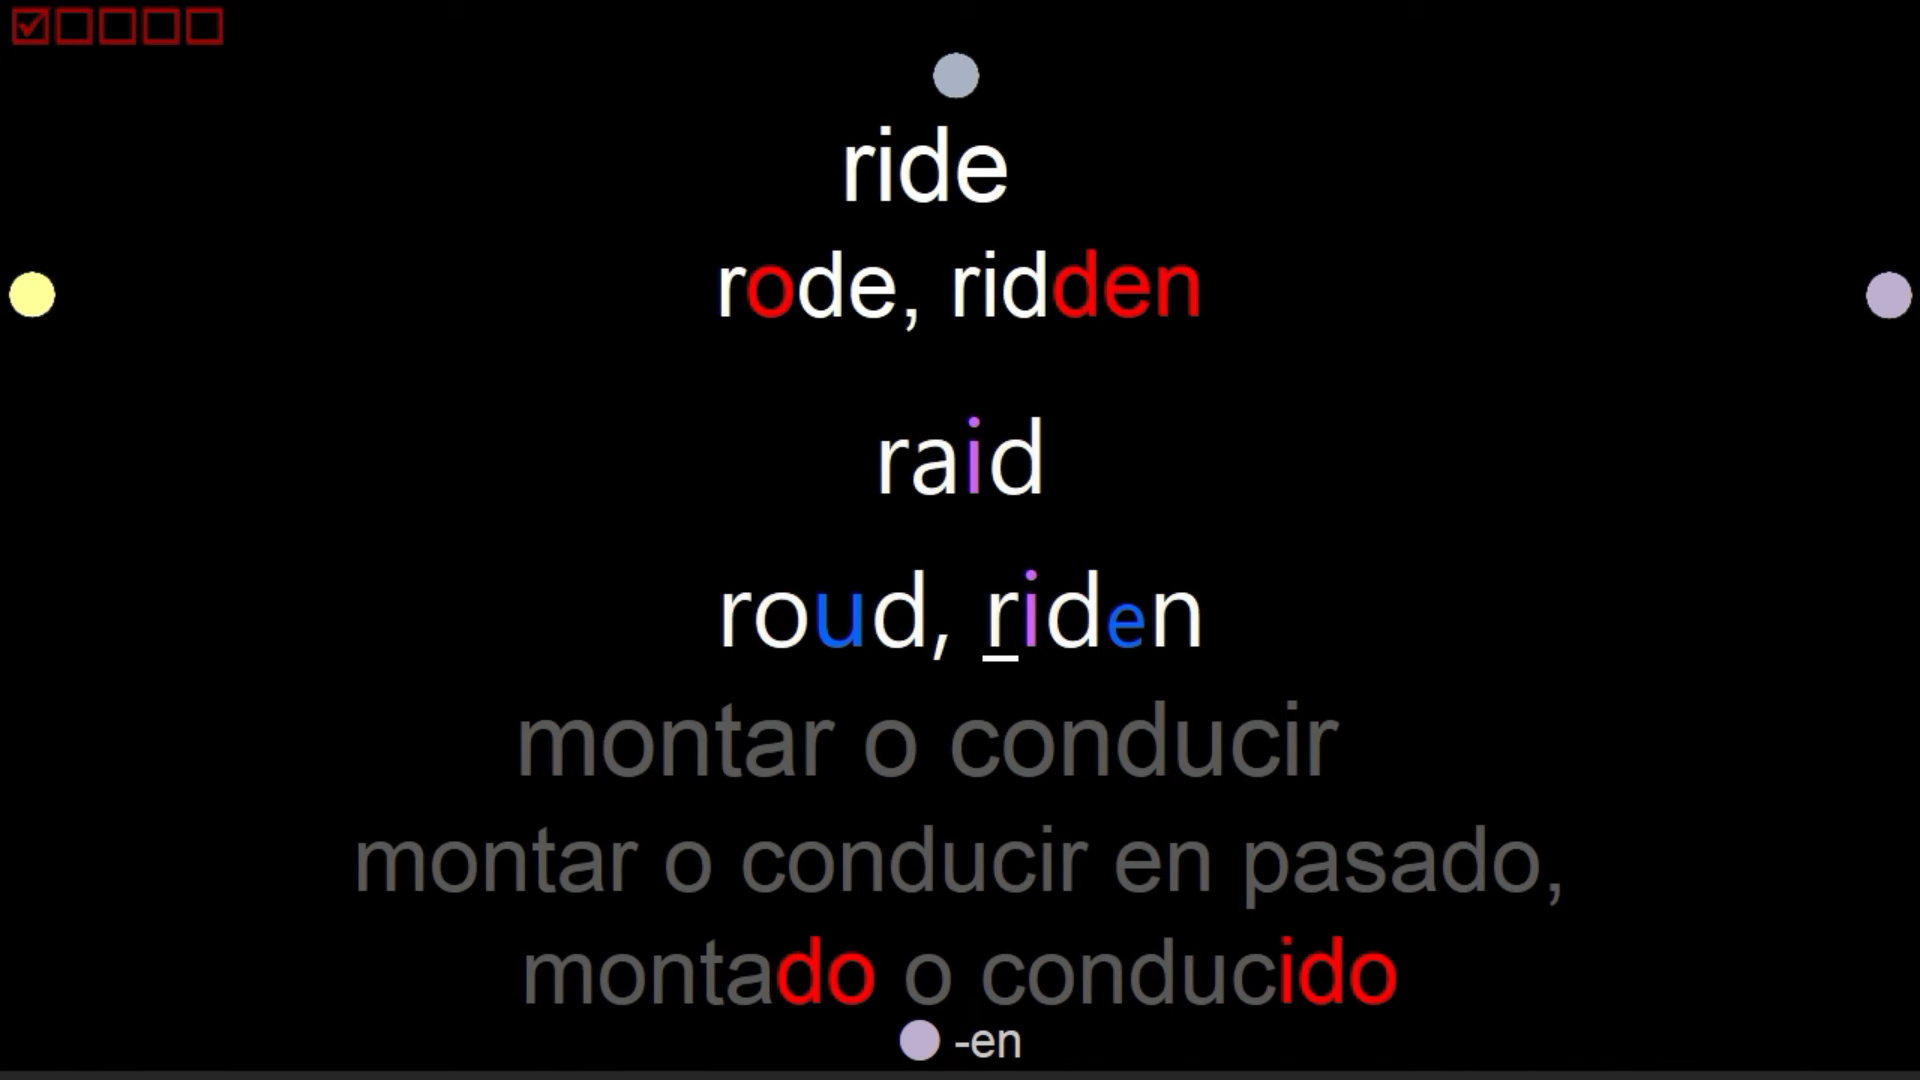 ride
rode, ridden
raid
roud, riden
montar o conducir
montar o conducir en pasado,
montado o conducido
-en